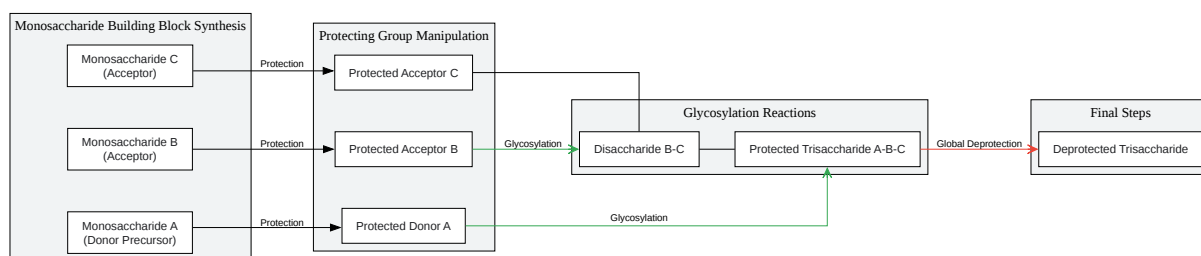 Monosaccharide Building Block Synthesis
Monosaccharide C
(Acceptor)
Monosaccharide B
(Acceptor)
Monosaccharide A
(Donor Precursor)
Protection
Protection
Protection
Protecting Group Manipulation
Protected Acceptor C
Protected Acceptor B
Protected Donor A
Glycosylation
Glycosylation
Glycosylation Reactions
Disaccharide B-C
Protected Trisaccharide A-B-C
Global Deprotection
Final Steps
Deprotected Trisaccharide